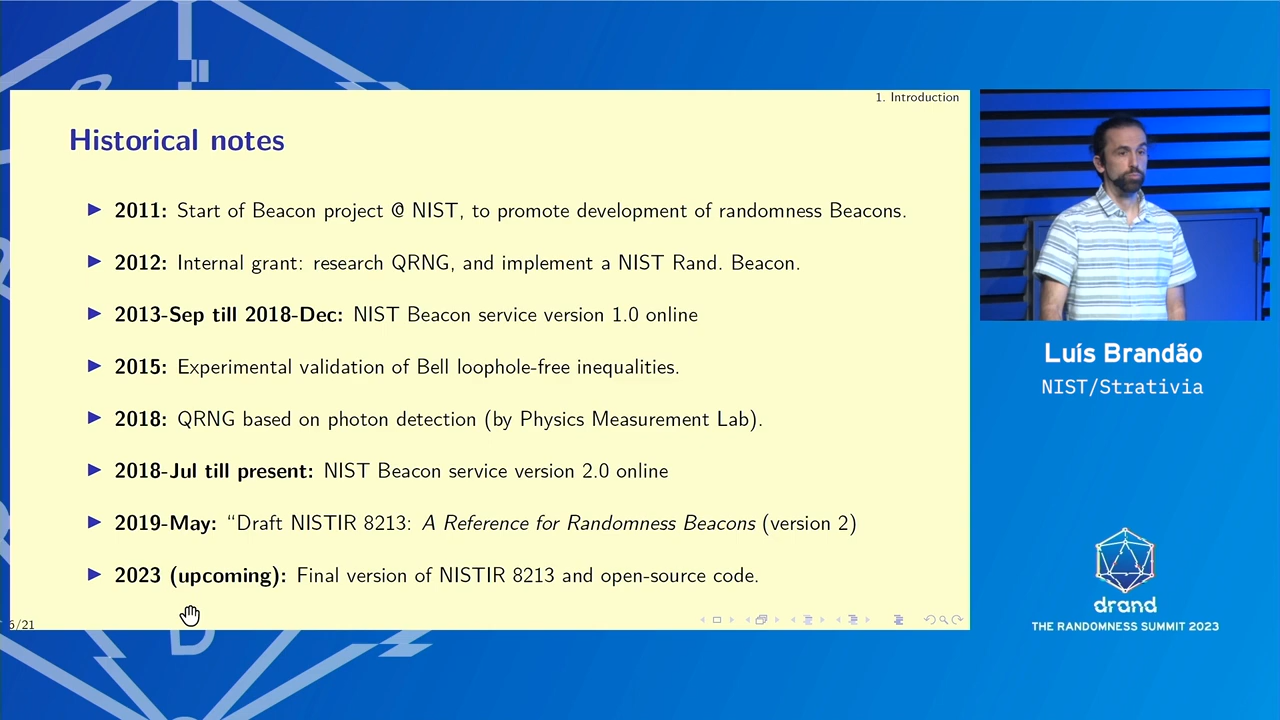 1. Introduction
Historical notes
2011: Start of Beacon project @ NIST, to promote development of randomness Beacons.
2012: Internal grant: research QRNG, and implement a NIST Rand. Beacon.
2013-Sep till 2018-Dec: NIST Beacon service version 1.0 online
2015: Experimental validation of Bell loophole-free inequalities.
2018: QRNG based on photon detection (by Physics Measurement Lab).
2018-Jul till present: NIST Beacon service version 2.0 online
2019-May: “Draft NISTIR 8213: A Reference for Randomness Beacons (version 2)
2023 (upcoming): Final version of NISTIR 8213 and open-source code.
6/21
Luís Brandão
NIST/Strativia
drand
THE RANDOMNESS SUMMIT 2023